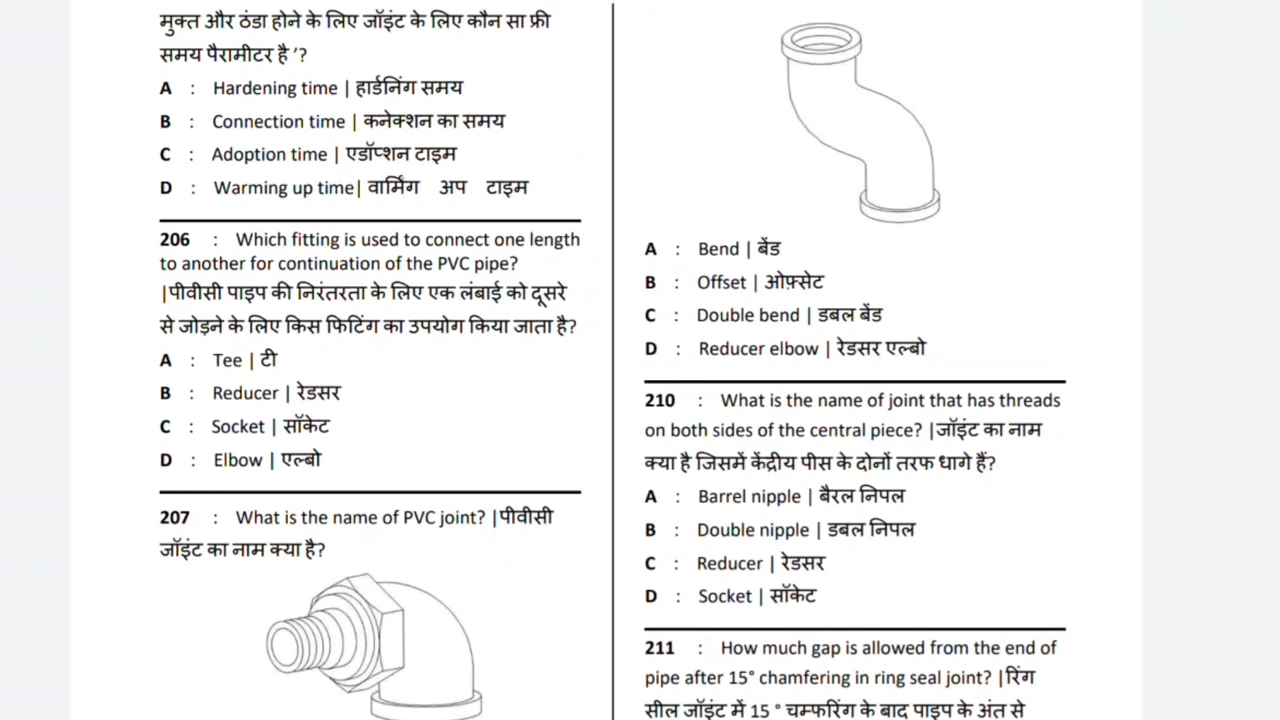 मुक्त और ठंडा होने के लिए जॉइंट के लिए कौन सा फ्री
समय पैरामीटर है '?
A : Hardening time | हार्डनिंग समय
B : Connection time | कनेक्शन का समय
C : Adoption time | एडॉप्शन टाइम
D : Warming up time| वार्मिंग अप टाइम
206 : Which fitting is used to connect one length
to another for continuation of the PVC pipe?
|पीवीसी पाइप की निरंतरता के लिए एक लंबाई को दूसरे
से जोड़ने के लिए किस फिटिंग का उपयोग किया जाता है?
A : Tee | टी
B : Reducer | रेडसर
C : Socket | सॉकेट
D : Elbow | एल्बो
207 : What is the name of PVC joint? |पीवीसी
जॉइंट का नाम क्या है?
A : Bend | बेंड
B : Offset | ओफ़्सेट
C : Double bend | डबल बेंड
D : Reducer elbow | रेडसर एल्बो
210 : What is the name of joint that has threads
on both sides of the central piece? |जॉइंट का नाम
क्या है जिसमें केंद्रीय पीस के दोनों तरफ धागे हैं?
A : Barrel nipple | बैरल निपल
B : Double nipple | डबल निपल
C : Reducer | रेडसर
D : Socket | सॉकेट
211 : How much gap is allowed from the end of
pipe after 15° chamfering in ring seal joint? |रिंग
सील जॉइंट में 15 ° चम्फरिंग के बाद पाइप के अंत से